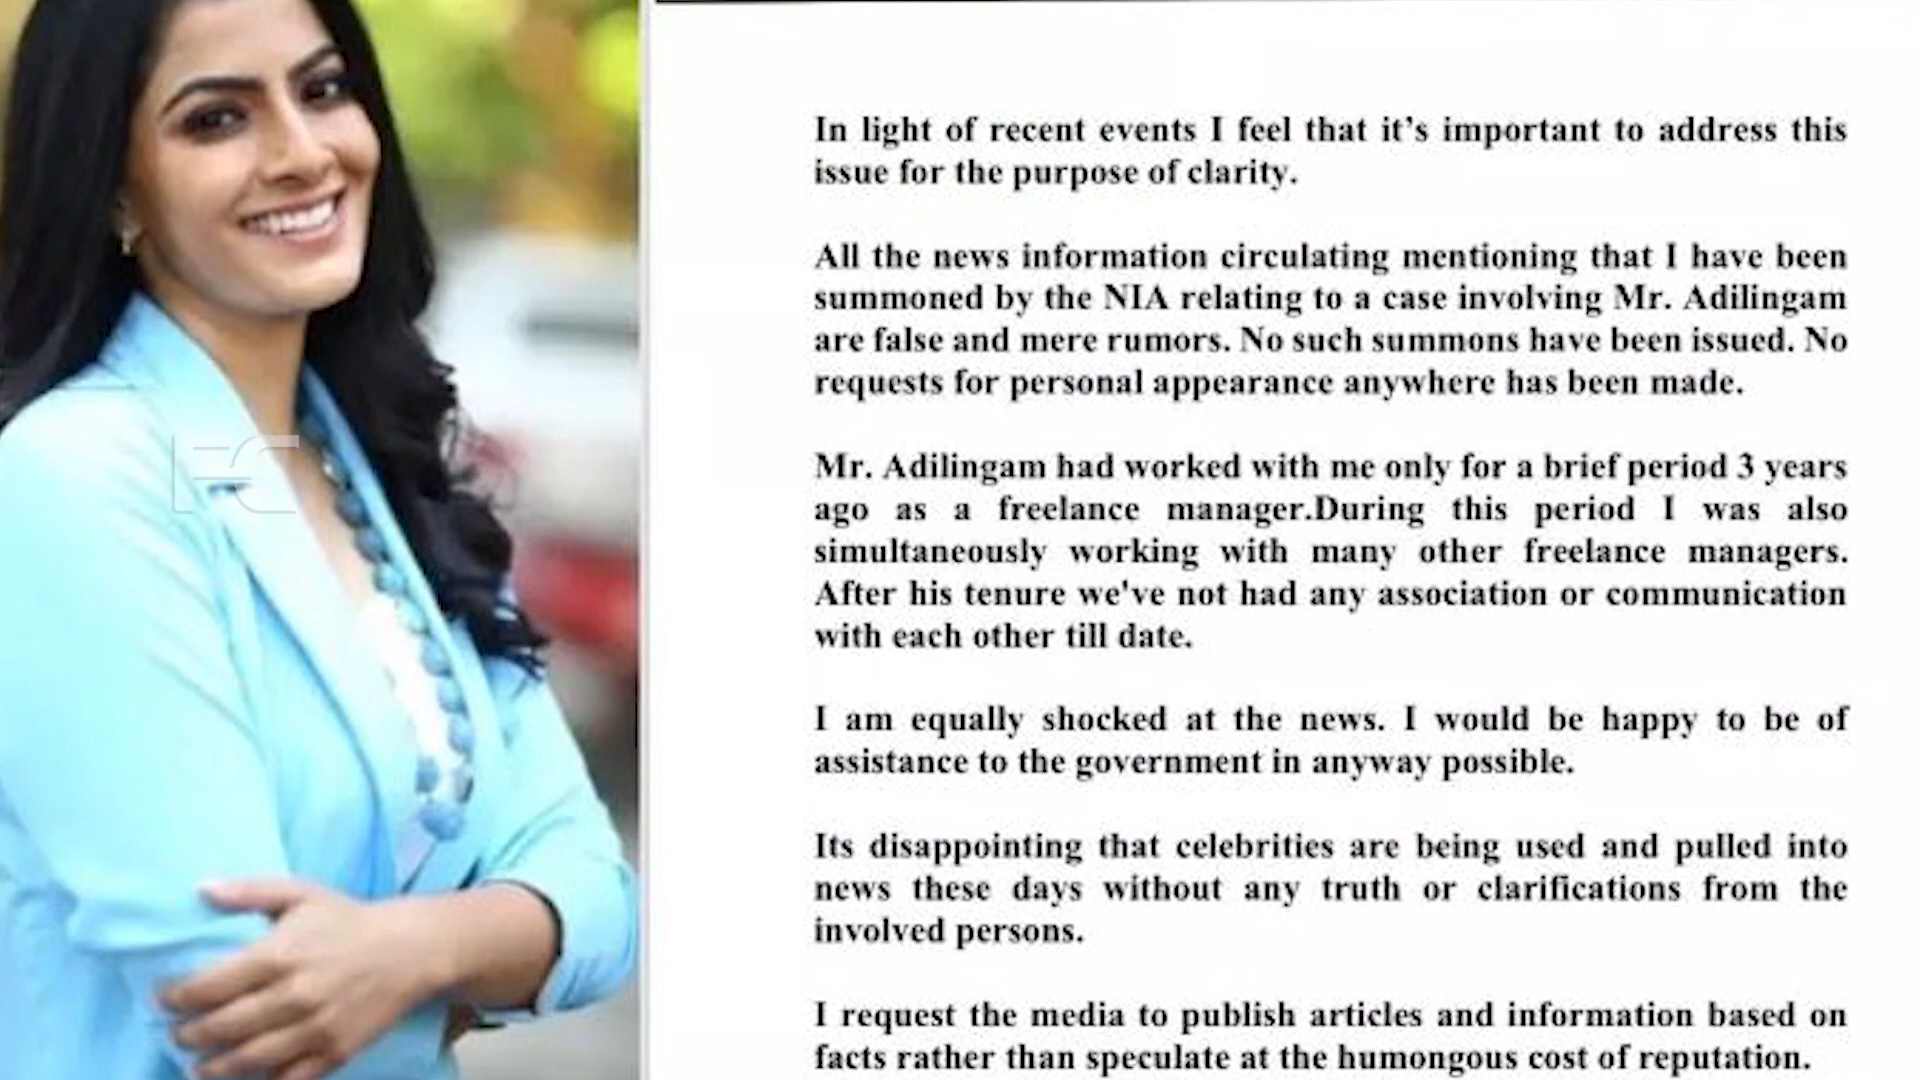 In light of recent events I feel that it’s important to address this
issue for the purpose of clarity.
All the news information circulating mentioning that I have been
summoned by the NIA relating to a case involving Mr. Adilingam
are false and mere rumors. No such summons have been issued. No
requests for personal appearance anywhere has been made.
Mr. Adilingam had worked with me only for a brief period 3 years
ago as a freelance manager.During this period I was also
simultaneously working with many other freelance managers.
After his tenure we've not had any association or communication
with each other till date.
I am equally shocked at the news. I would be happy to be of
assistance to the government in anyway possible.
Its disappointing that celebrities are being used and pulled into
news these days without any truth or clarifications from the
involved persons.
I request the media to publish articles and information based on
facts rather than speculate at the humongous cost of reputation.
FC